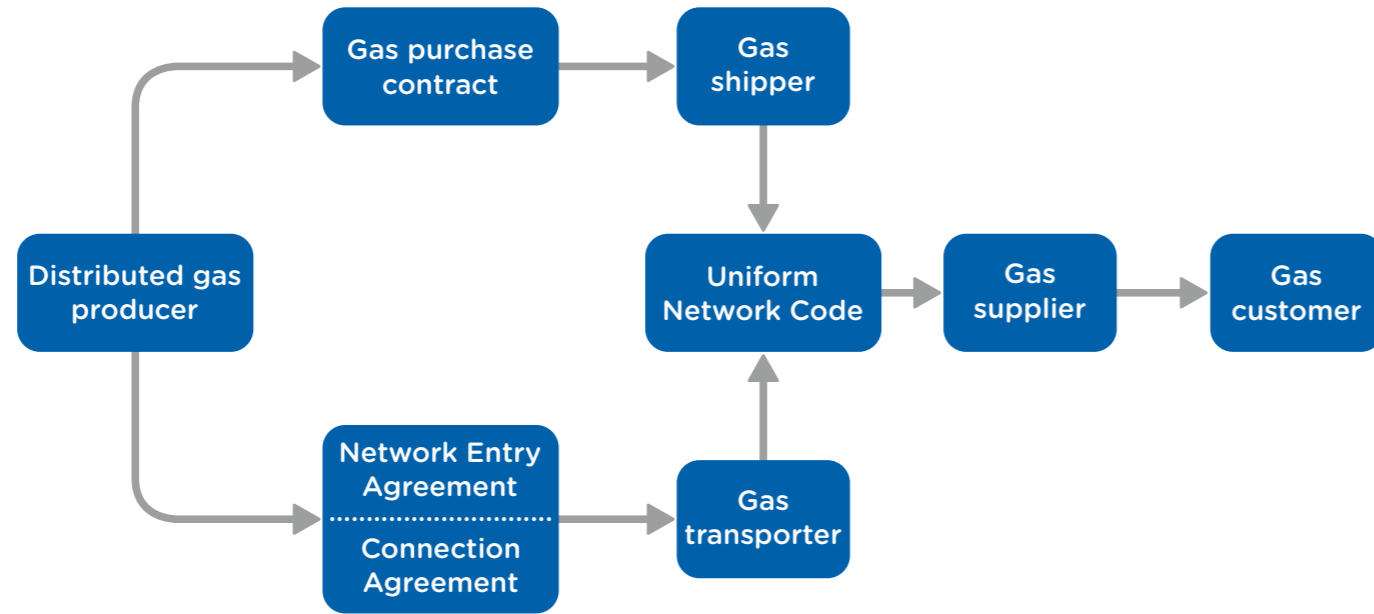 Gas purchase
contract
Gas
shipper
Distributed gas
producer
Uniform
Network Code
Gas
supplier
Gas
customer
Network Entry
Agreement
Connection
Agreement
Gas
transporter